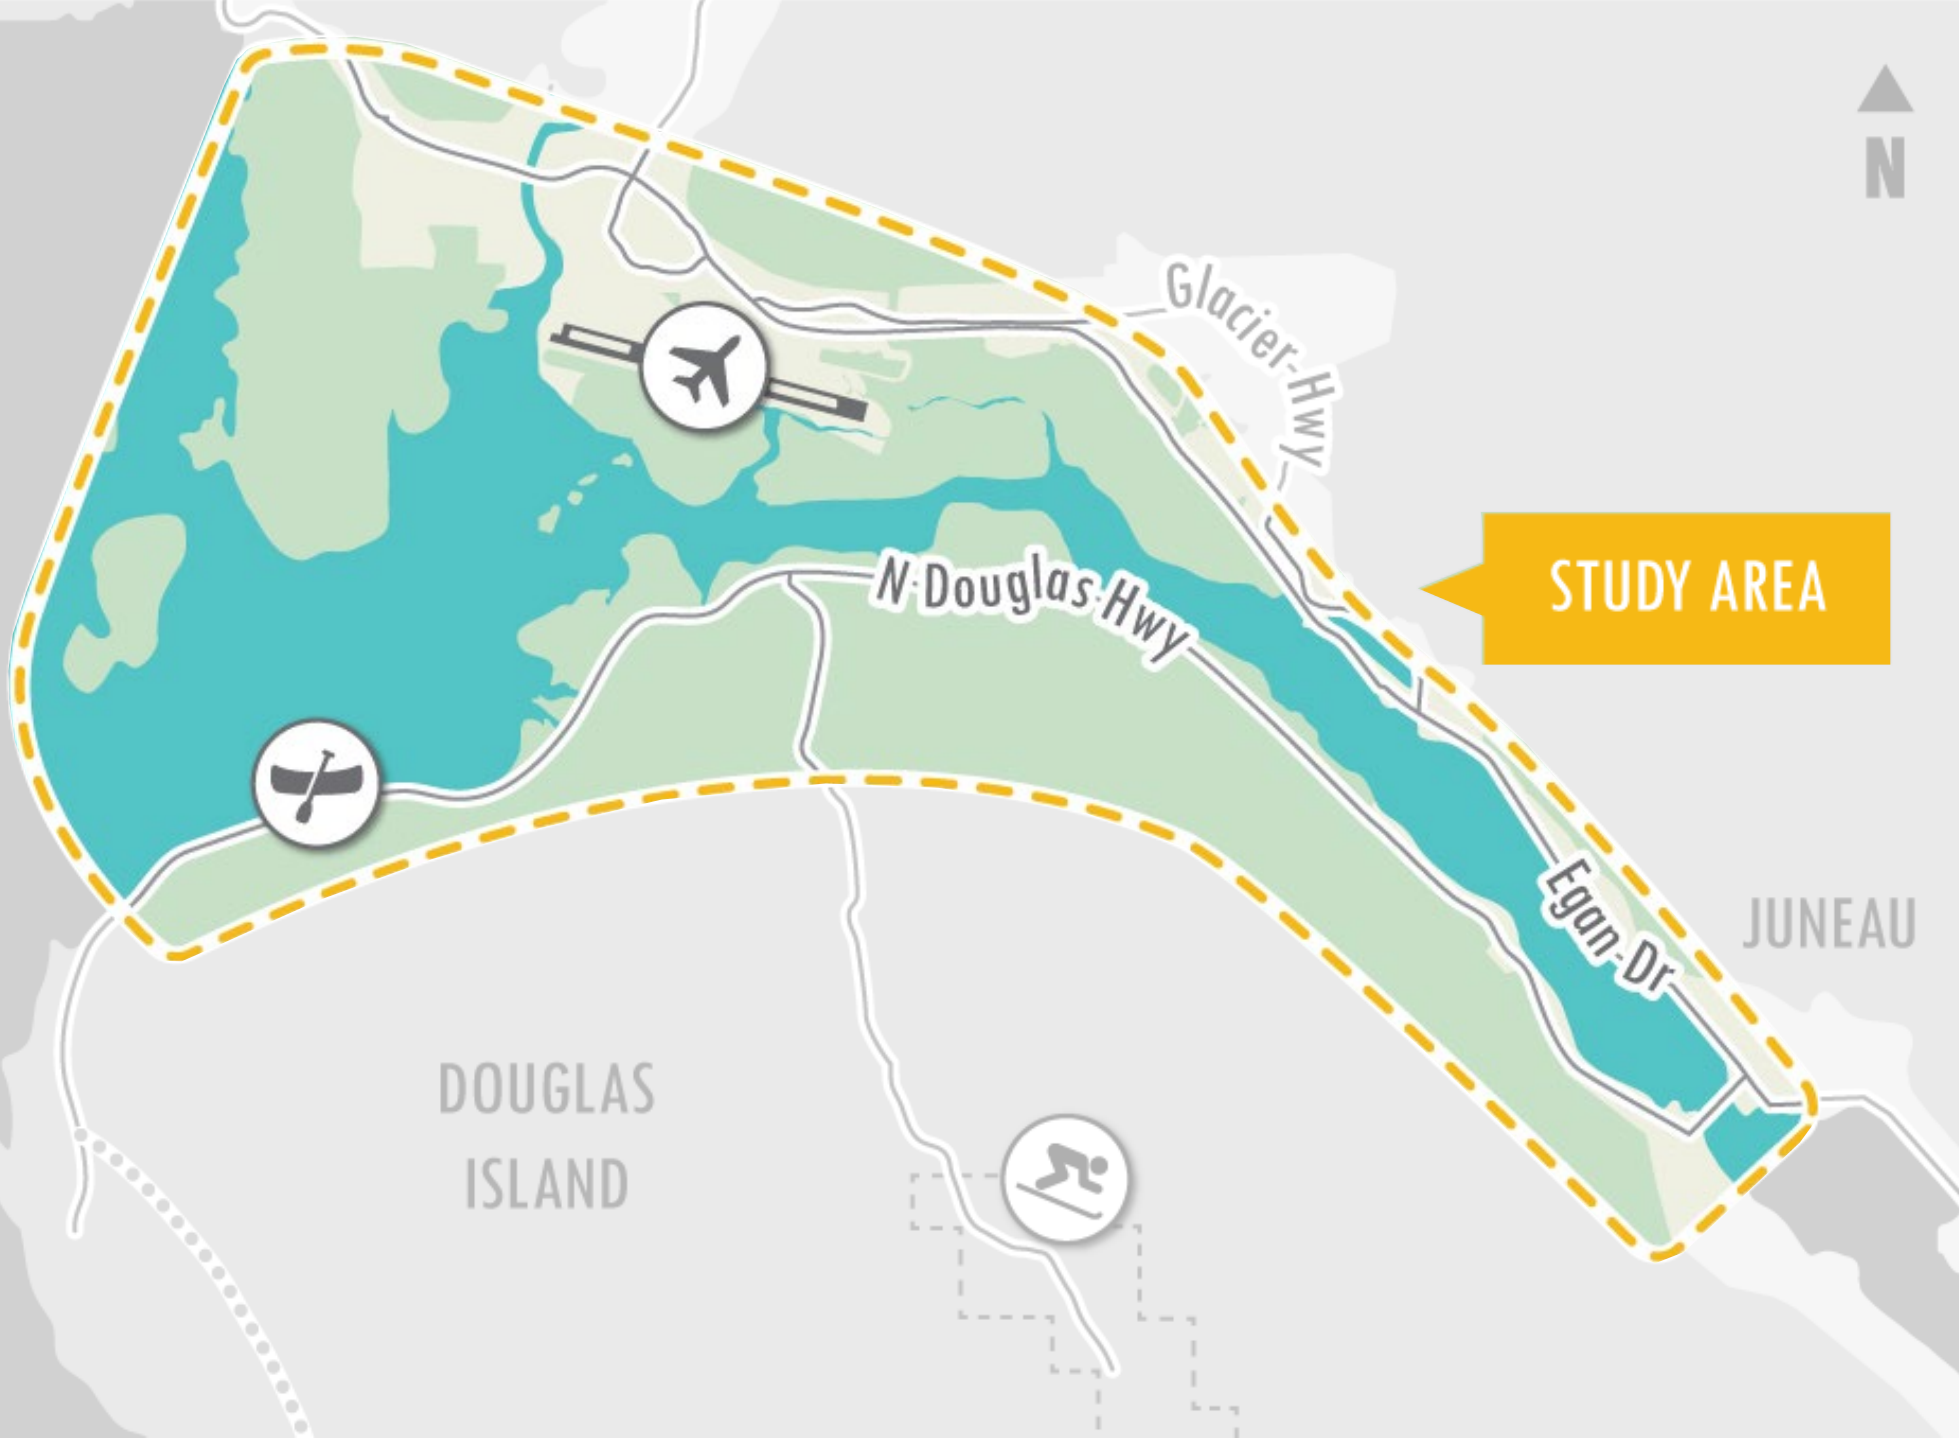 N
Glacier Hwy
STUDY AREA
N Douglas Hwy
Egan Dr
JUNEAU
DOUGLAS
ISLAND